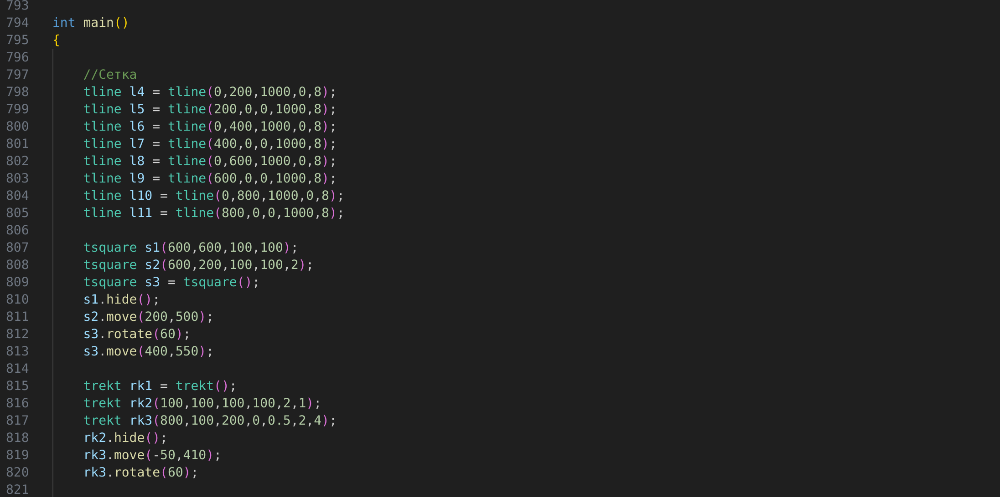 793
794 int main()
795 {
796
797 //Сетка
798 tline l4 = tline(0,200,1000,0,8);
799 tline l5 = tline(200,0,0,1000,8);
800 tline l6 = tline(0,400,1000,0,8);
801 tline l7 = tline(400,0,0,1000,8);
802 tline l8 = tline(0,600,1000,0,8);
803 tline l9 = tline(600,0,0,1000,8);
804 tline l10 = tline(0,800,1000,0,8);
805 tline l11 = tline(800,0,0,1000,8);
806
807 tsquare s1(600,600,100,100);
808 tsquare s2(600,200,100,100,2);
809 tsquare s3 = tsquare();
810 s1.hide();
811 s2.move(200,500);
812 s3.rotate(60);
813 s3.move(400,550);
814
815 trekt rk1 = trekt();
816 trekt rk2(100,100,100,100,2,1);
817 trekt rk3(800,100,200,0,0.5,2,4);
818 rk2.hide();
819 rk3.move(-50,410);
820 rk3.rotate(60);
821